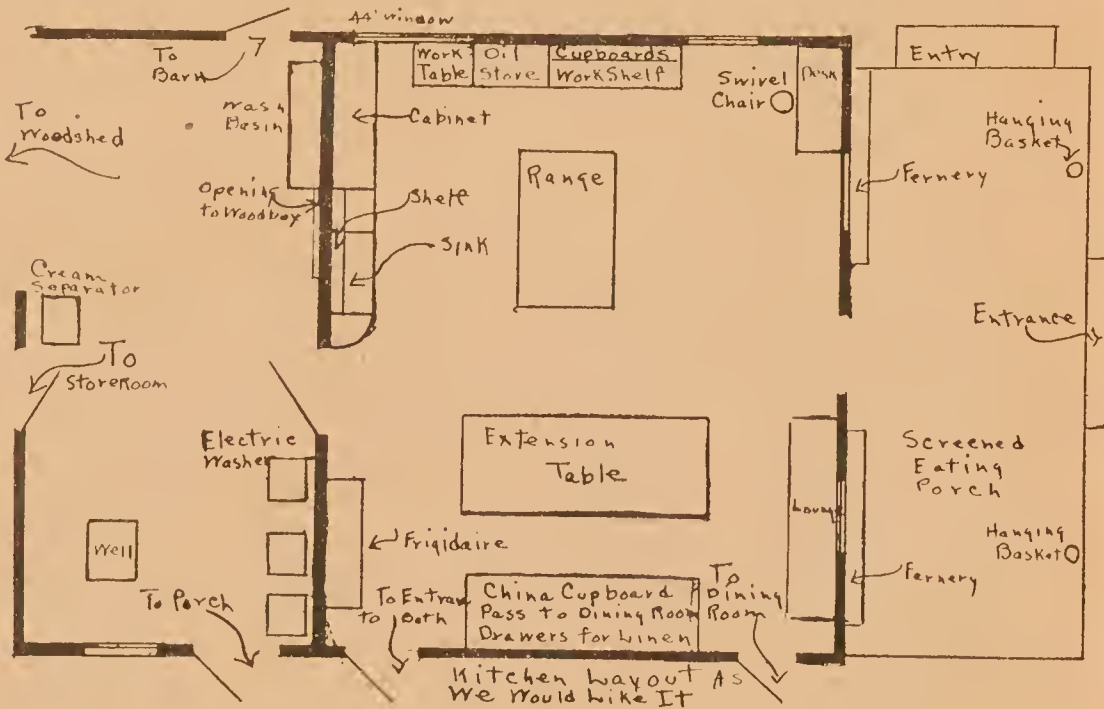 44" Window
To
Barn
Wash
Basin
To
Woodshed
Cabinet
Work
Table
Oil
Stove
Cupboards
Work Shelf
Swivel
Chair
Desk
Entry
Hanging
Basket
Fernery
Opening
to Woodbox
Shelf
Sink
Range
Cream
Separator
To
StoreRoom
Entrance
Electric
Washer
Extension
Table
Screened
Eating
Porch
Well
Frigidaire
Hanging
Basket
Fernery
To Porch
To Entran
to Bath
China Cupboard
Pass to Dining Room
Drawers for Linen
To
Dining
Room
Kitchen Layout As
We Would Like It